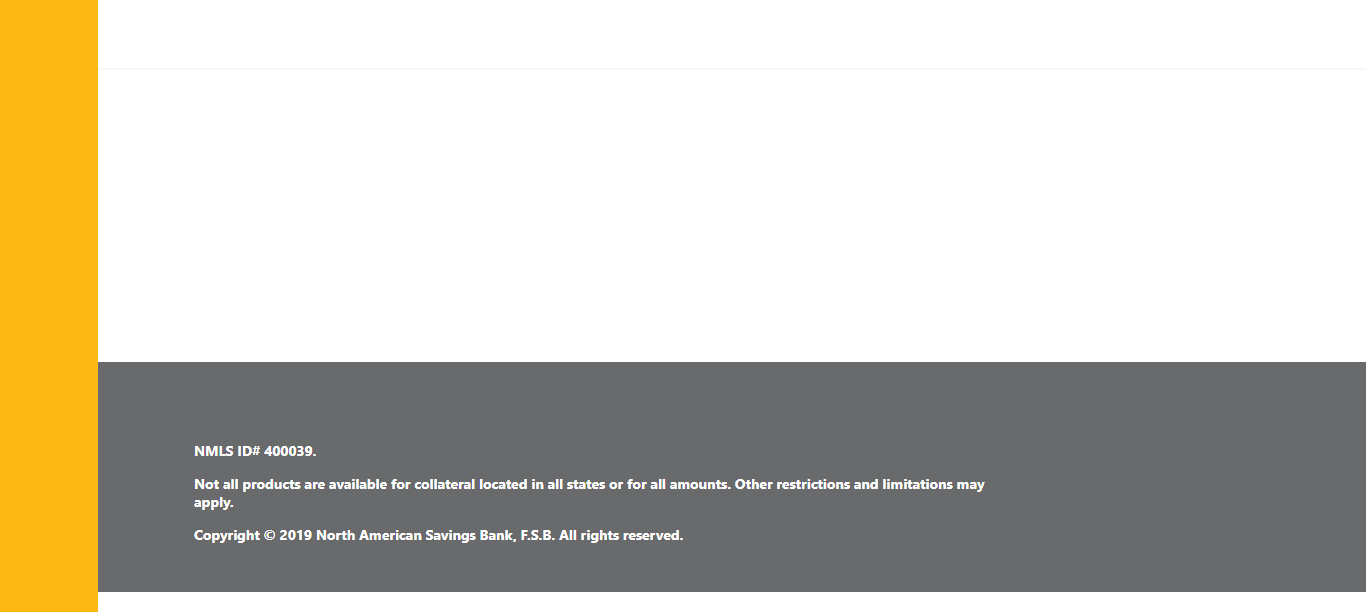 NMLS ID# 400039.
Not all products are available for collateral located in all states or for all amounts. Other restrictions and limitations may
apply.
Copyright © 2019 North American Savings Bank, F.S.B. All rights reserved.